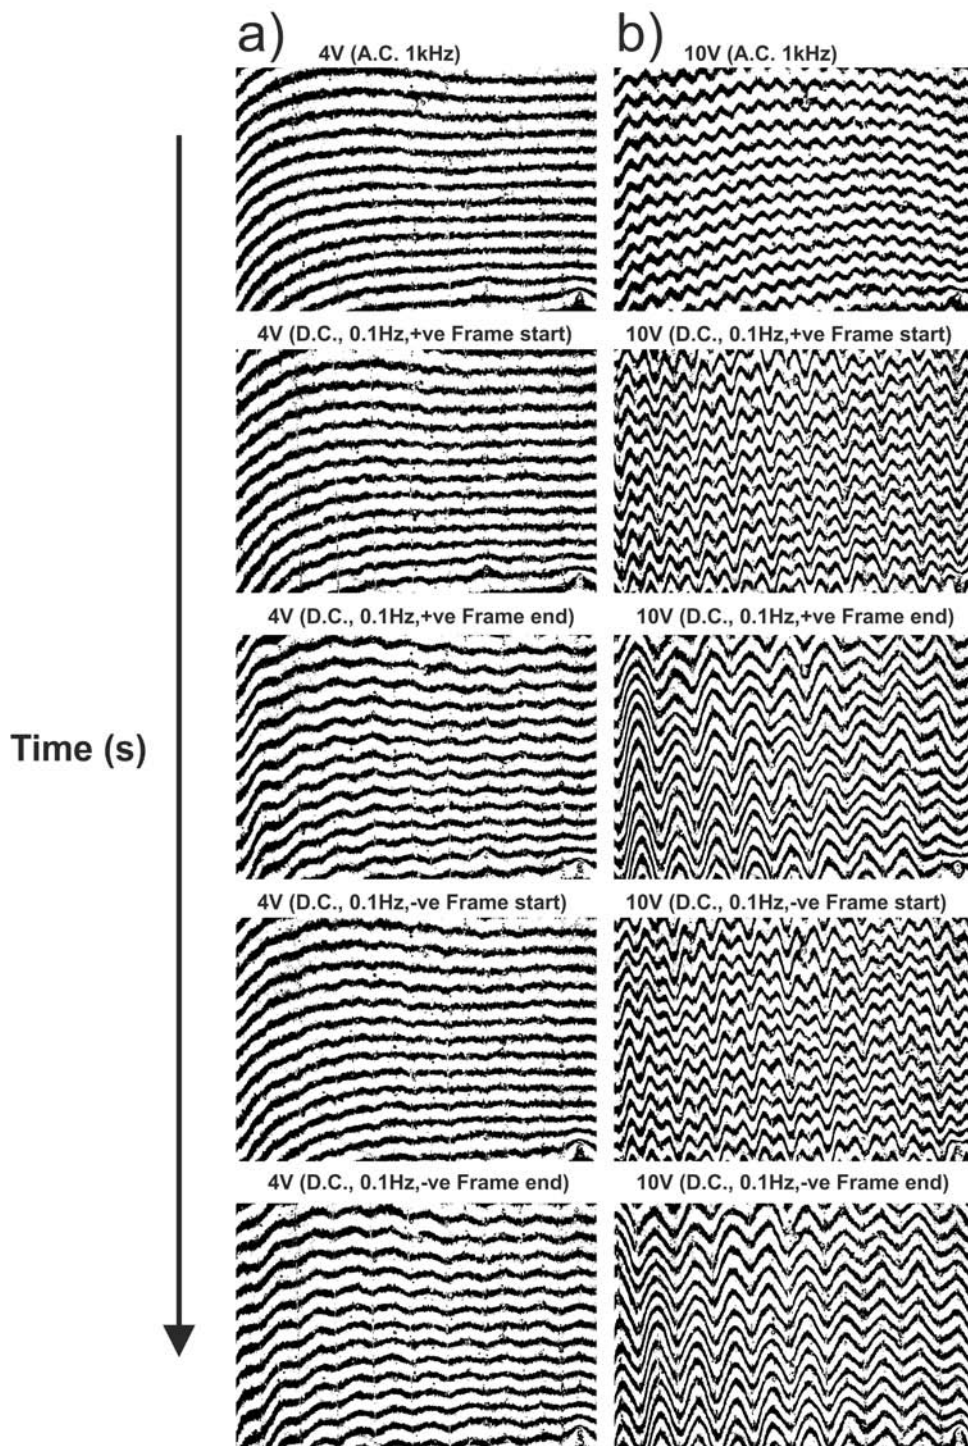 a)
b)
4V (A.C. 1kHz)
10V (A.C. 1kHz)
4V (D.C., 0.1Hz,+ve Frame start)
10V (D.C., 0.1Hz,+ve Frame start)
4V (D.C., 0.1Hz,+ve Frame end)
10V (D.C., 0.1Hz,+ve Frame end)
Time (s)
4V (D.C., 0.1Hz,-ve Frame start)
10V (D.C., 0.1Hz,-ve Frame start)
4V (D.C., 0.1Hz,-ve Frame end)
10V (D.C., 0.1Hz,-ve Frame end)